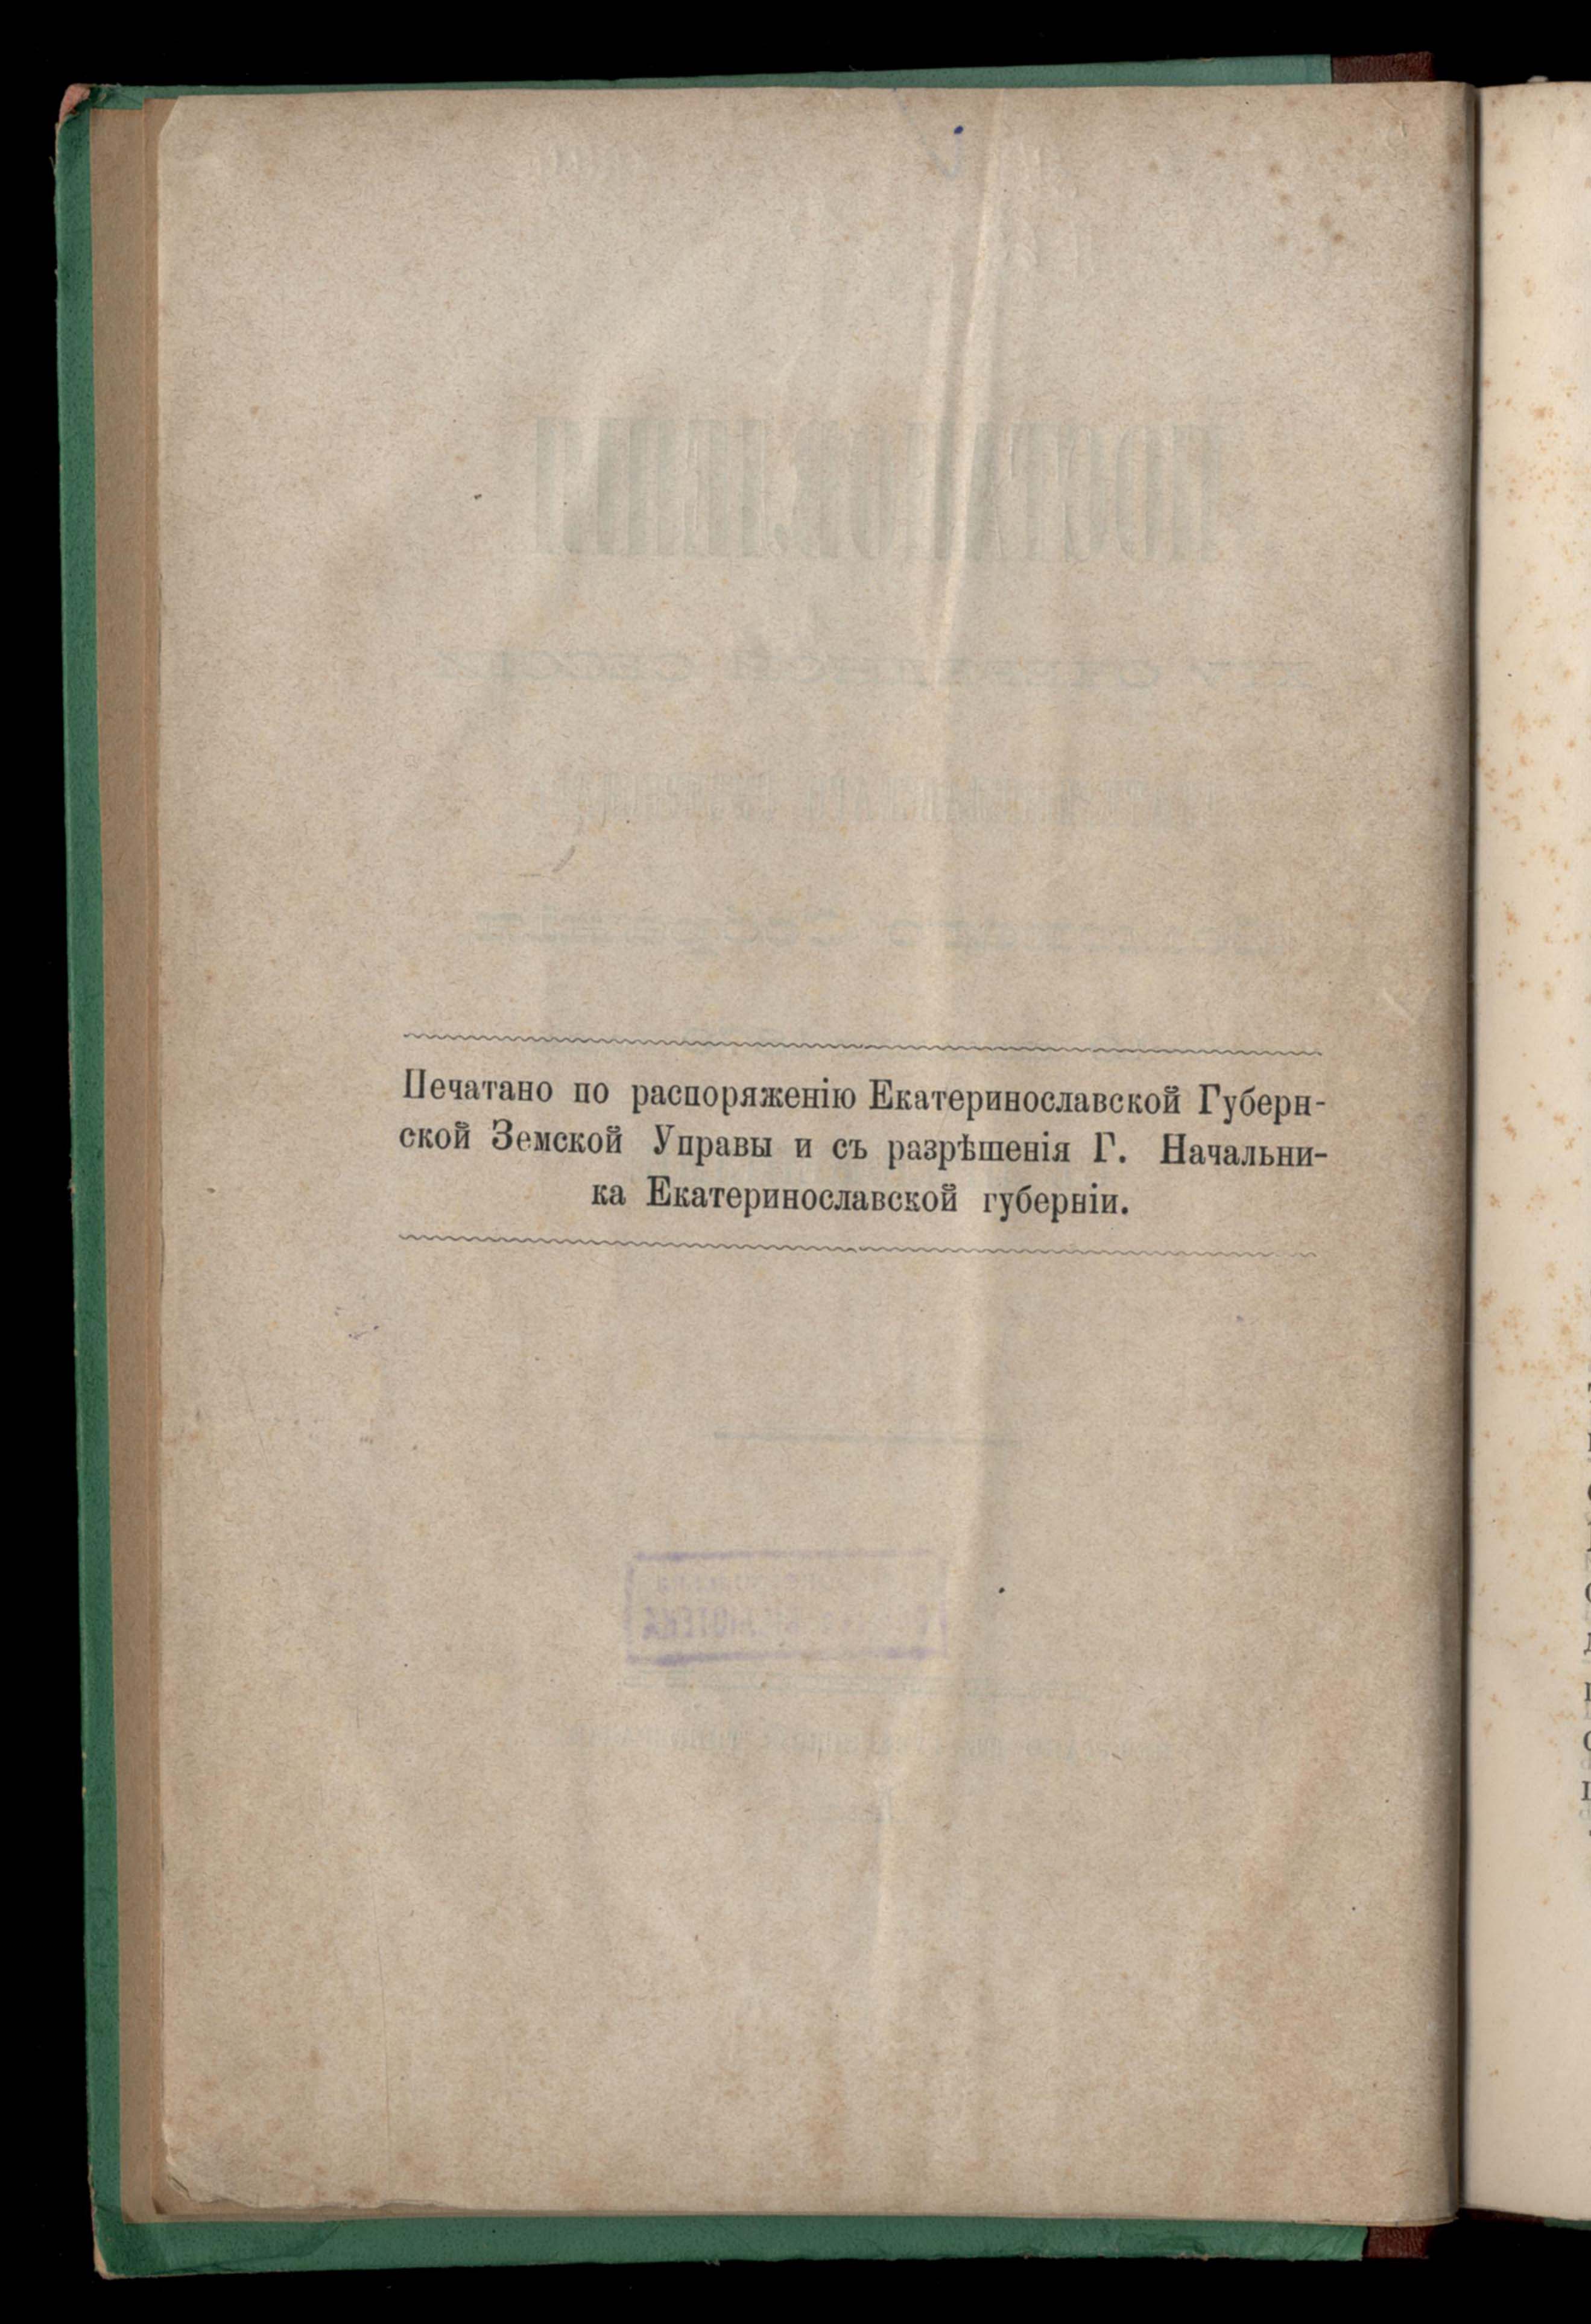 Печатано по распоряженію Екатеринославской Губерн-
ской Земской Управы и съ разрѣшенія Г. Начальни-
ка Екатеринославской губерніи.